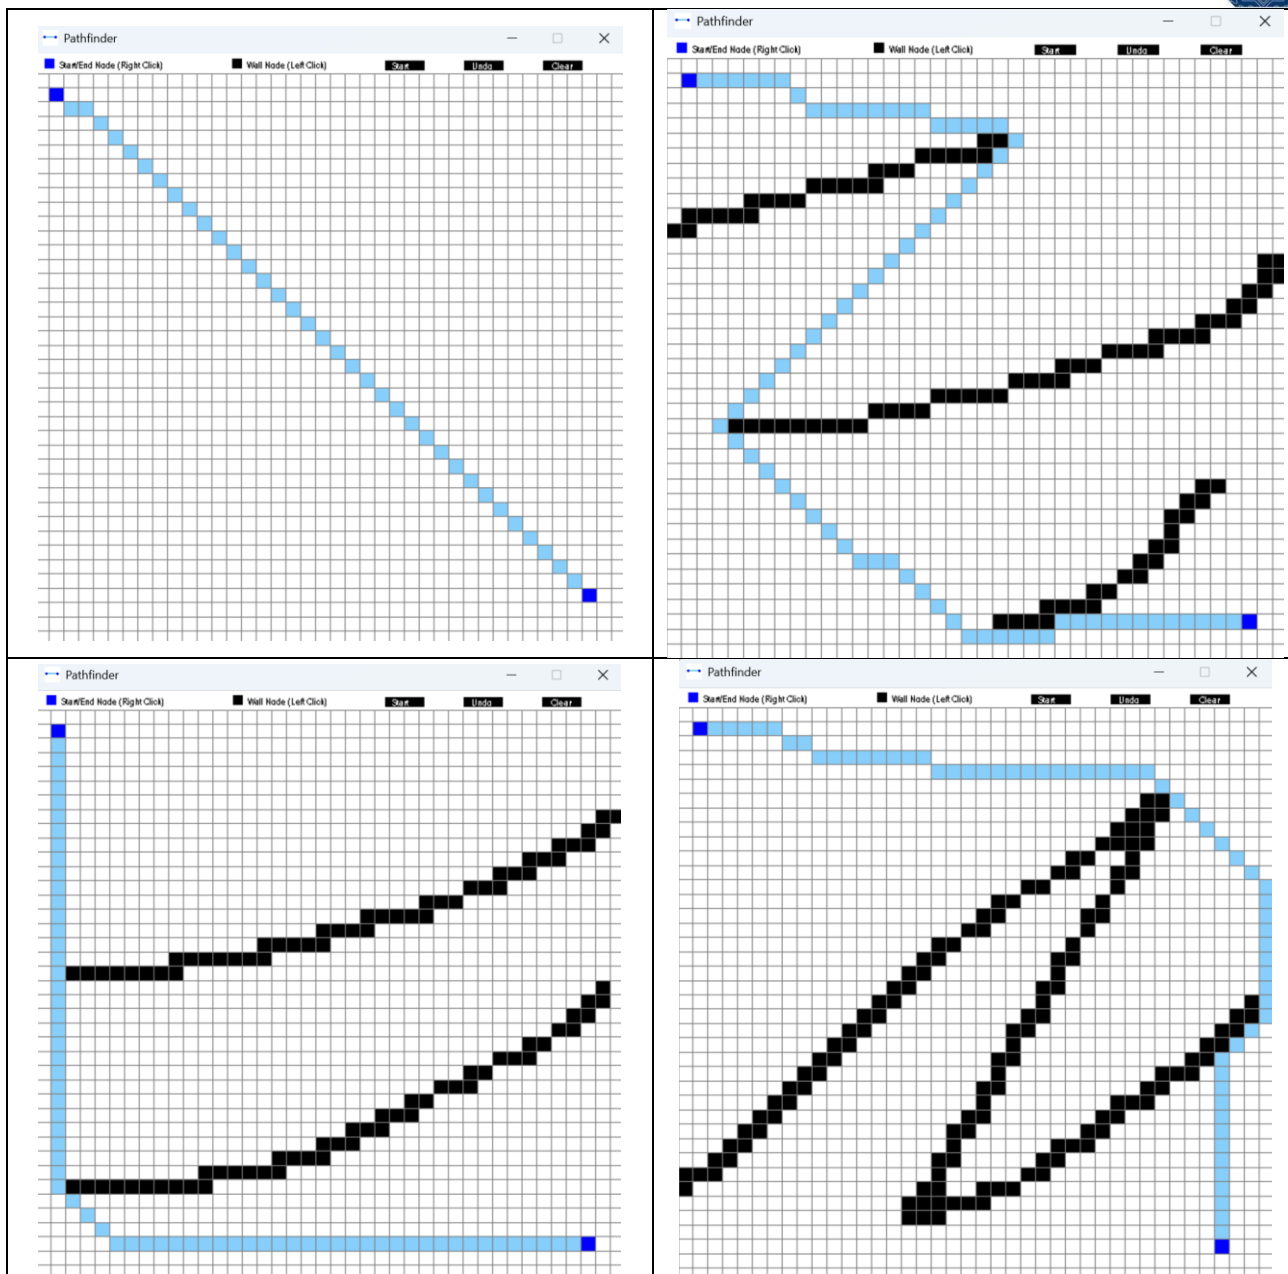 Pathfinder
Start/End Node (Right Click) Wall Node (Left Click) Start Undo Clear
Pathfinder
Start/End Node (Right Click) Wall Node (Left Click) Start Undo Clear
Pathfinder
Start/End Node (Right Click) Wall Node (Left Click) Start Undo Clear
Pathfinder
Start/End Node (Right Click) Wall Node (Left Click) Start Undo Clear